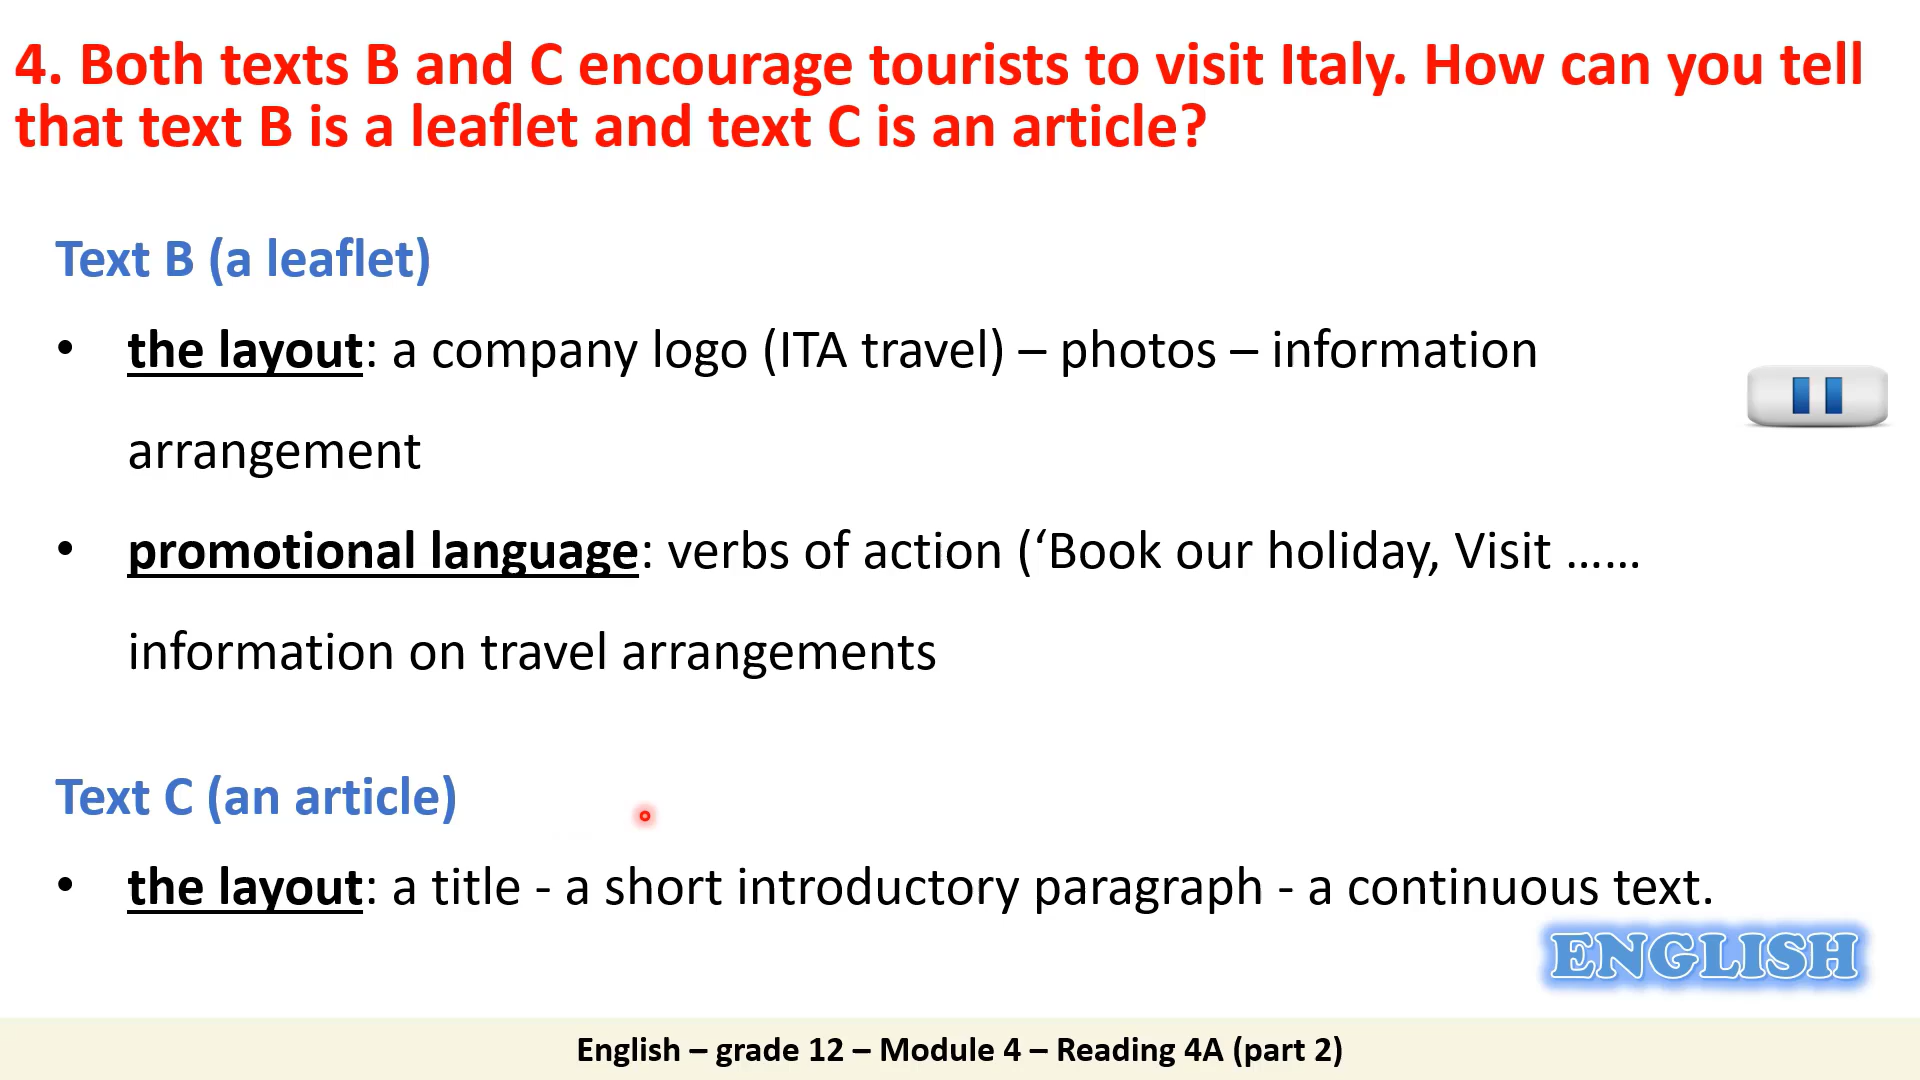 4. Both texts B and C encourage tourists to visit Italy. How can you tell
that text B is a leaflet and text C is an article?
Text B (a leaflet)
• the layout: a company logo (ITA travel) – photos – information
arrangement
• promotional language: verbs of action (‘Book our holiday, Visit ……
information on travel arrangements
Text C (an article)
• the layout: a title - a short introductory paragraph - a continuous text.
ENGLISH
English – grade 12 – Module 4 – Reading 4A (part 2)